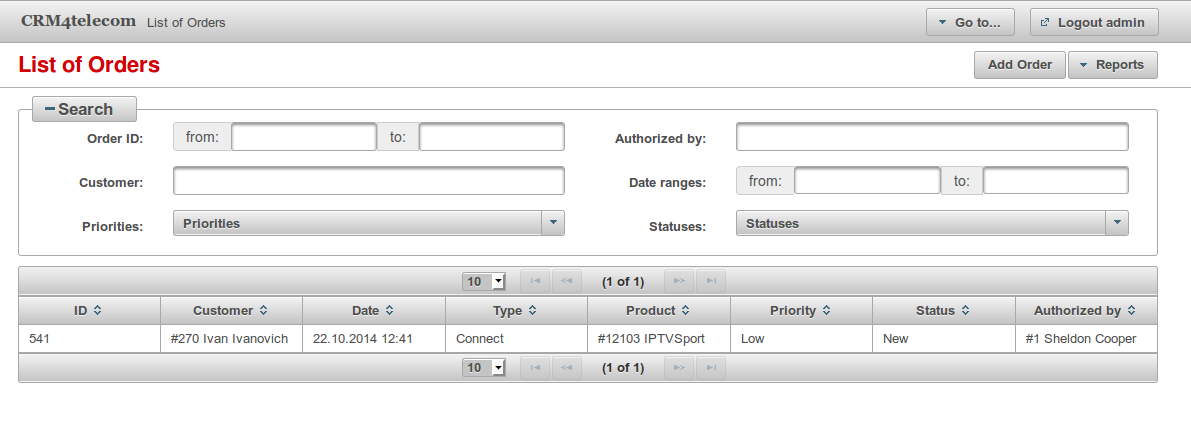 CRM4telecom List of Orders Go to... Logout admin
List of Orders Add Order Reports
Search
Order ID: from: to: Authorized by:
Customer: Date ranges: from: to:
Priorities: Priorities Statuses: Statuses
10 (1 of 1)
ID Customer Date Type Product Priority Status Authorized by
541 #270 Ivan Ivanovich 22.10.2014 12:41 Connect #12103 IPTVSport Low New #1 Sheldon Cooper
10 (1 of 1)